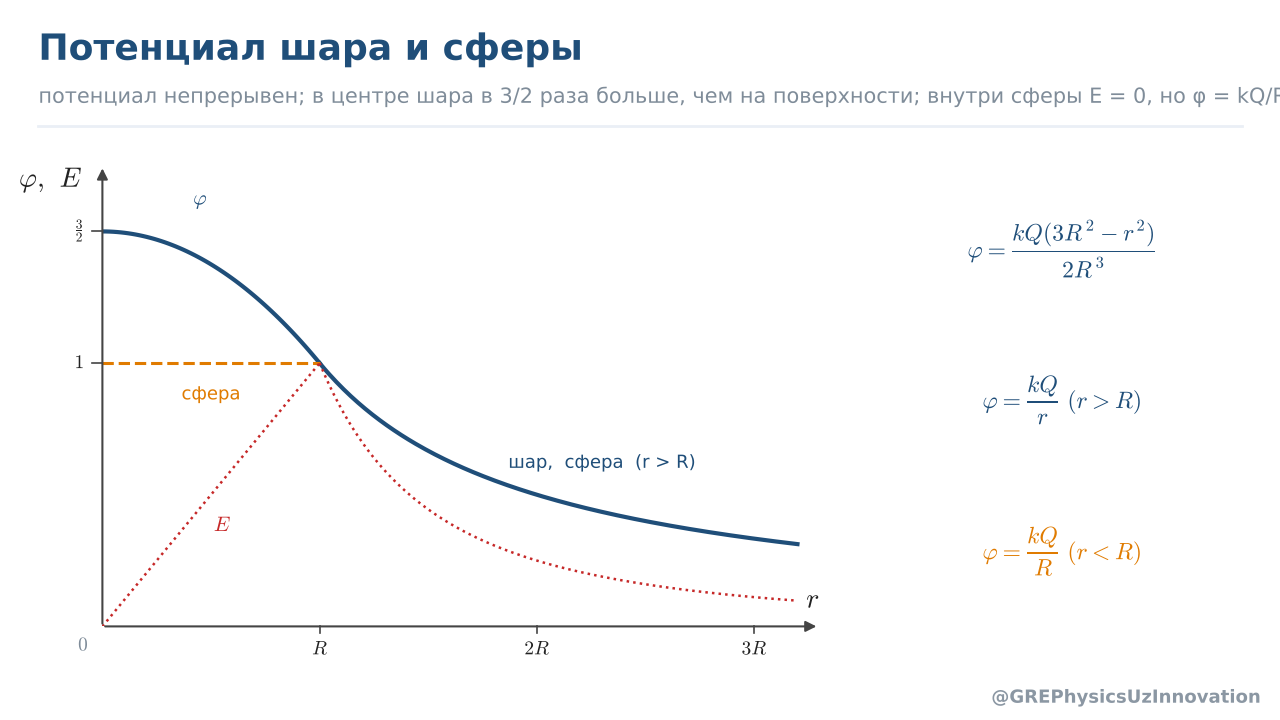 Потенциал шара и сферы
потенциал непрерывен; в центре шара в 3/2 раза больше, чем на поверхности; внутри сферы E = 0, но φ = kQ/R
φ, E
φ
3/2
1
сфера
шар, сфера (r > R)
E
r
0
R
2R
3R
φ = kQ(3R² − r²) / 2R³
φ = kQ / r (r > R)
φ = kQ / R (r < R)
@GREPhysicsUzInnovation